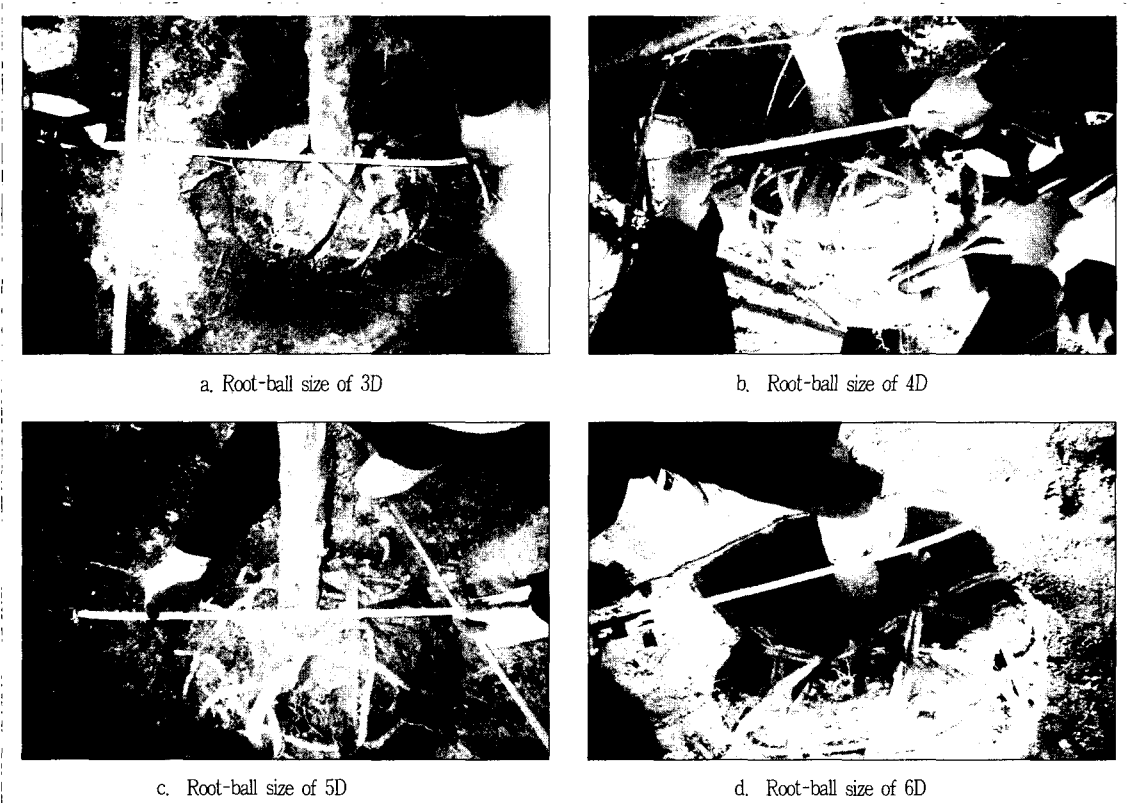 a. Root-ball size of 3D
b. Root-ball size of 4D
c. Root-ball size of 5D
d. Root-ball size of 6D